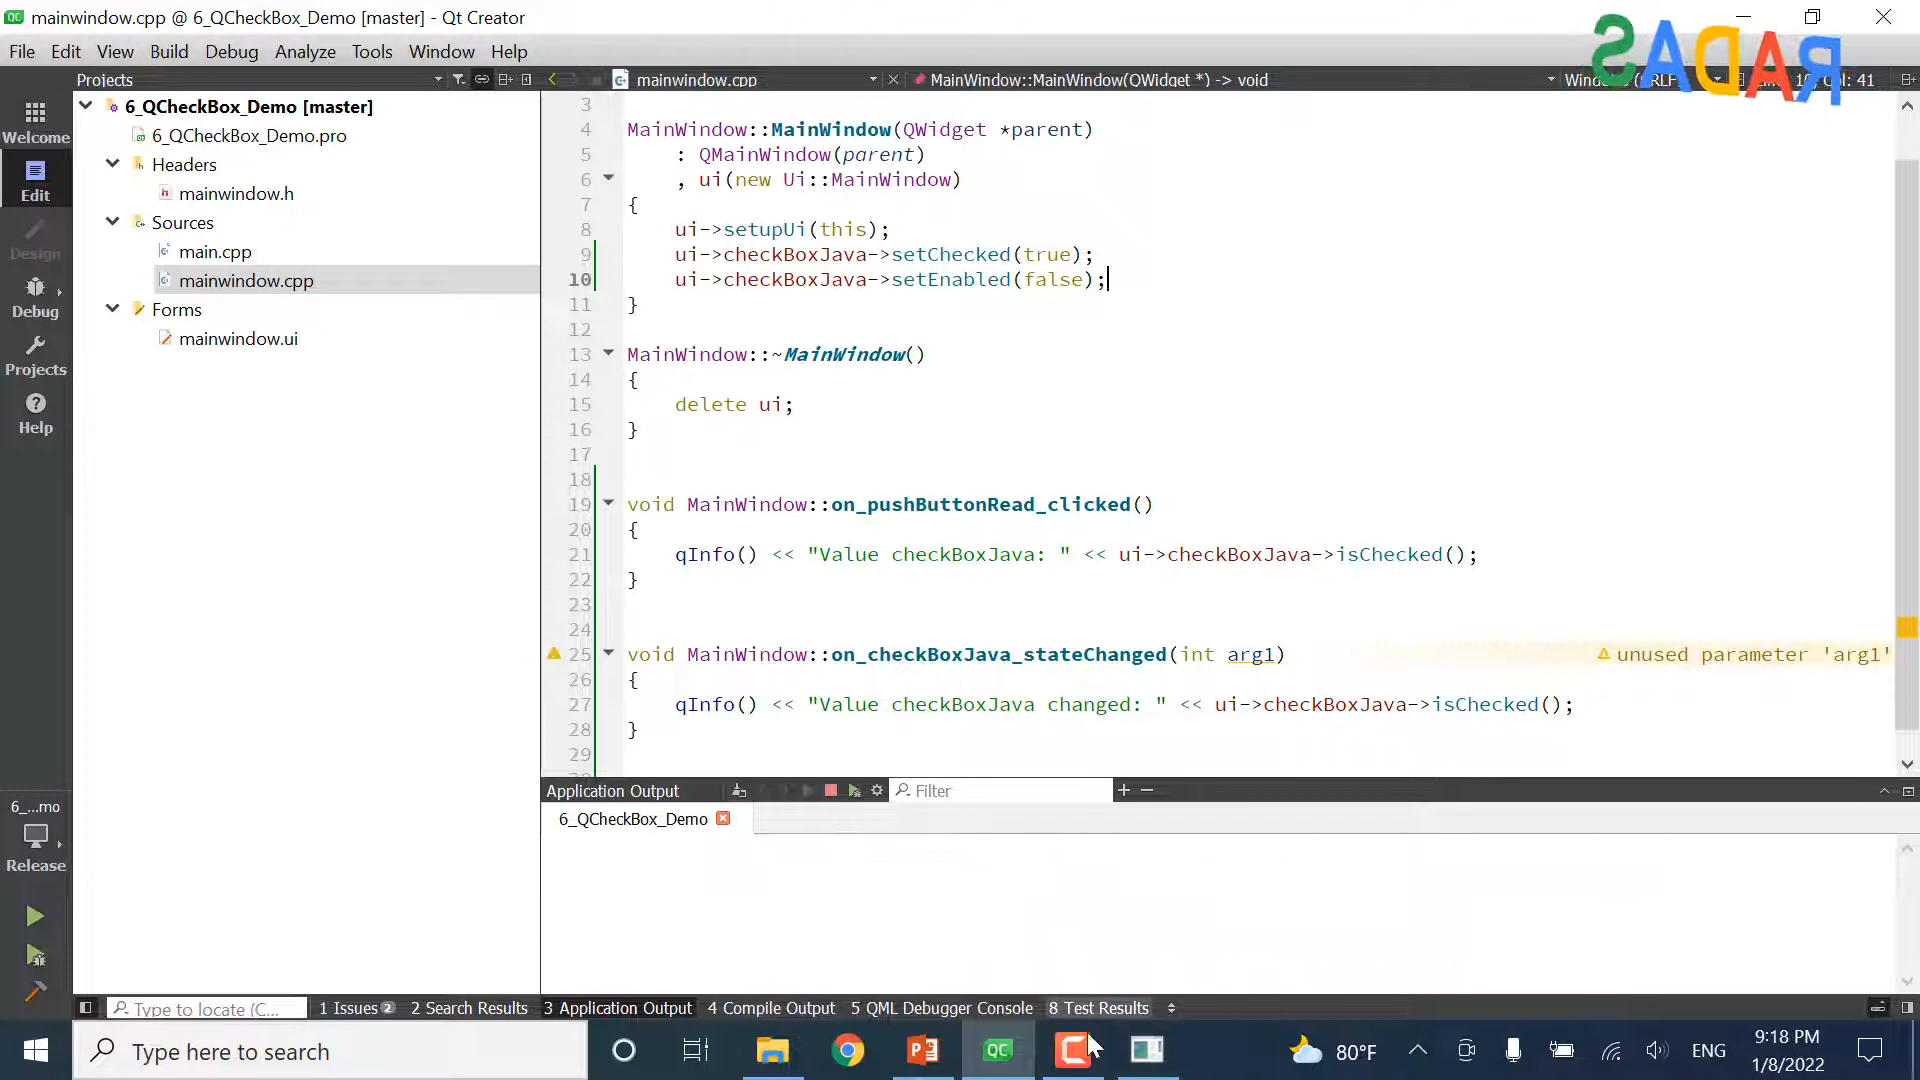 mainwindow.cpp @ 6_QCheckBox_Demo [master] - Qt Creator
RADAS
File Edit View Build Debug Analyze Tools Window Help
Projects
mainwindow.cpp
MainWindow::MainWindow(QWidget *) -> void
Col: 41
Welcome
Edit
Design
Debug
Projects
Help
6_...mo
Release
6_QCheckBox_Demo [master]
6_QCheckBox_Demo.pro
Headers
mainwindow.h
Sources
main.cpp
mainwindow.cpp
Forms
mainwindow.ui
3
4 MainWindow::MainWindow(QWidget *parent)
5 : QMainWindow(parent)
6 , ui(new Ui::MainWindow)
7 {
8 ui->setupUi(this);
9 ui->checkBoxJava->setChecked(true);
10 ui->checkBoxJava->setEnabled(false);
11 }
12
13 MainWindow::~MainWindow()
14 {
15 delete ui;
16 }
17
18
19 void MainWindow::on_pushButtonRead_clicked()
20 {
21 qInfo() << "Value checkBoxJava: " << ui->checkBoxJava->isChecked();
22 }
23
24
25 void MainWindow::on_checkBoxJava_stateChanged(int arg1) unused parameter 'arg1'
26 {
27 qInfo() << "Value checkBoxJava changed: " << ui->checkBoxJava->isChecked();
28 }
29
Application Output
Filter
6_QCheckBox_Demo
Type to locate (C...
1 Issues 2
2 Search Results
3 Application Output
4 Compile Output
5 QML Debugger Console
8 Test Results
Type here to search
80°F
ENG
9:18 PM
1/8/2022